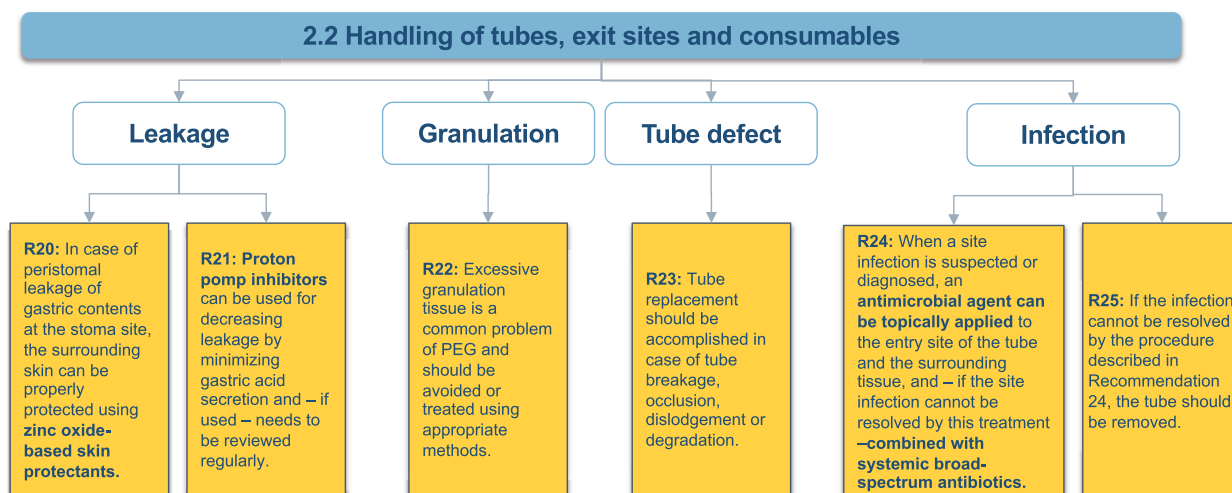 2.2 Handling of tubes, exit sites and consumables
Leakage
Granulation
Tube defect
Infection
R20: In case of
peristomal
leakage of
gastric contents
at the stoma site,
the surrounding
skin can be
properly
protected using
zinc oxide-
based skin
protectants.
R21: Proton
pomp inhibitors
can be used for
decreasing
leakage by
minimizing
gastric acid
secretion and – if
used – needs to
be reviewed
regularly.
R22: Excessive
granulation
tissue is a
common problem
of PEG and
should be
avoided or
treated using
appropriate
methods.
R23: Tube
replacement
should be
accomplished in
case of tube
breakage,
occlusion,
dislodgement or
degradation.
R24: When a site
infection is suspected or
diagnosed, an
antimicrobial agent can
be topically applied to
the entry site of the tube
and the surrounding
tissue, and – if the site
infection cannot be
resolved by this treatment
–combined with
systemic broad-
spectrum antibiotics.
R25: If the infection
cannot be resolved
by the procedure
described in
Recommendation
24, the tube should
be removed.